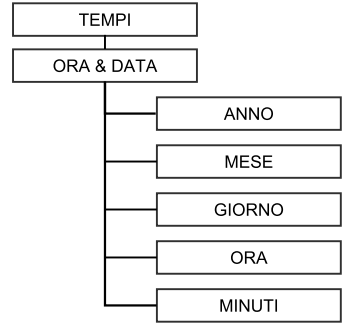 TEMPI
ORA & DATA
ANNO
MESE
GIORNO
ORA
MINUTI